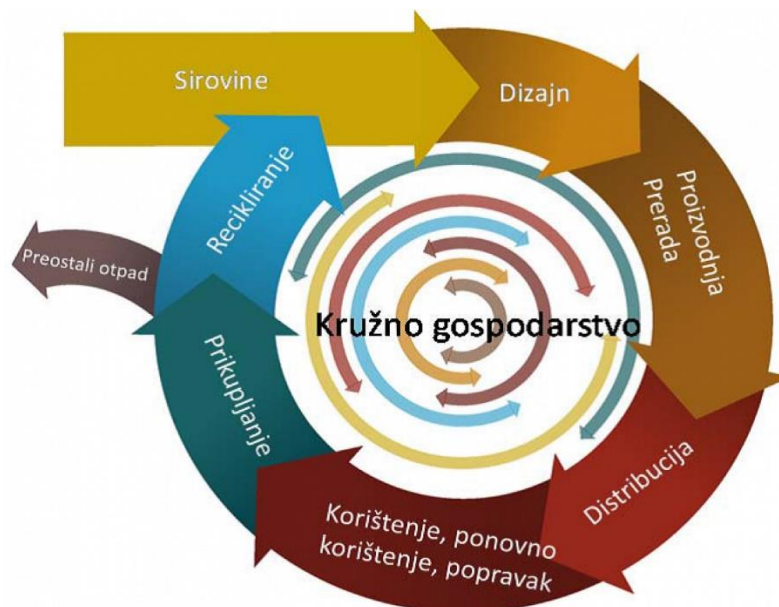 Sirovine
Dizajn
Proizvodnja
Prerada
Distribucija
Korištenje, ponovno
korištenje, popravak
Prikupljanje
Recikliranje
Preostali otpad
Kružno gospodarstvo